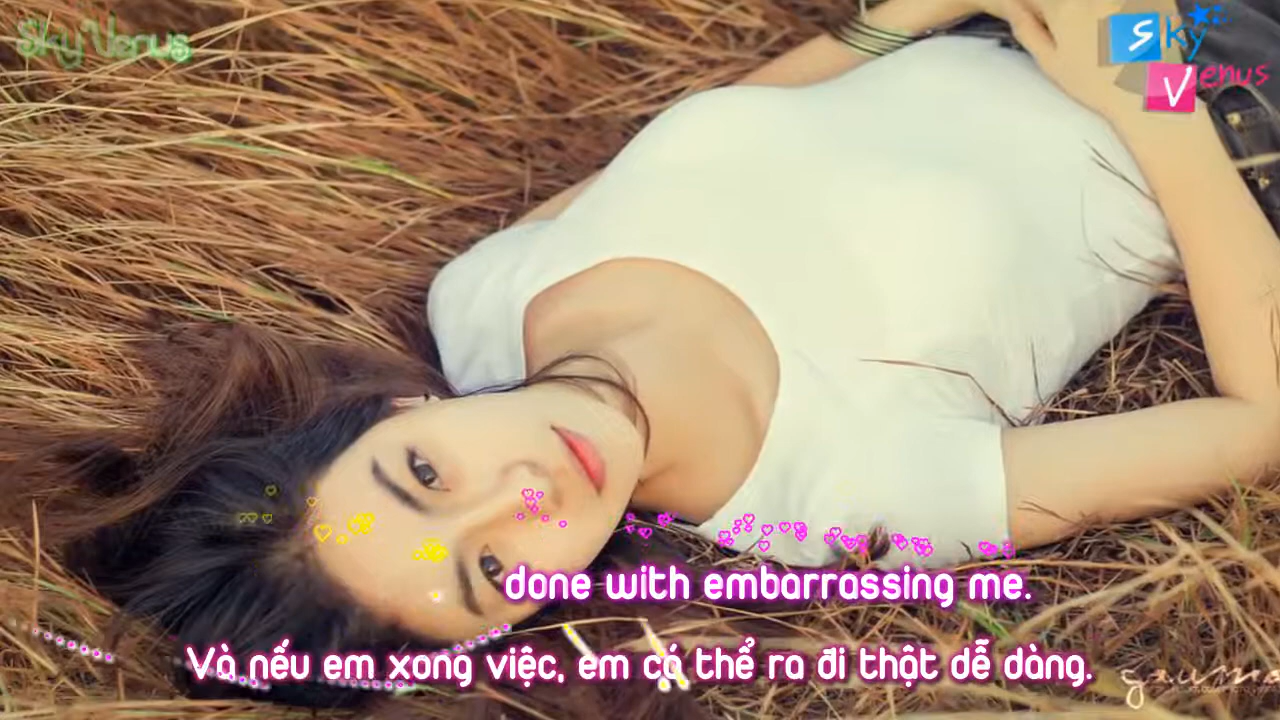 Sky Venus
Sky
Venus
done with embarrassing me.
Và nếu em xong việc, em có thể ra đi thật dễ dàng.